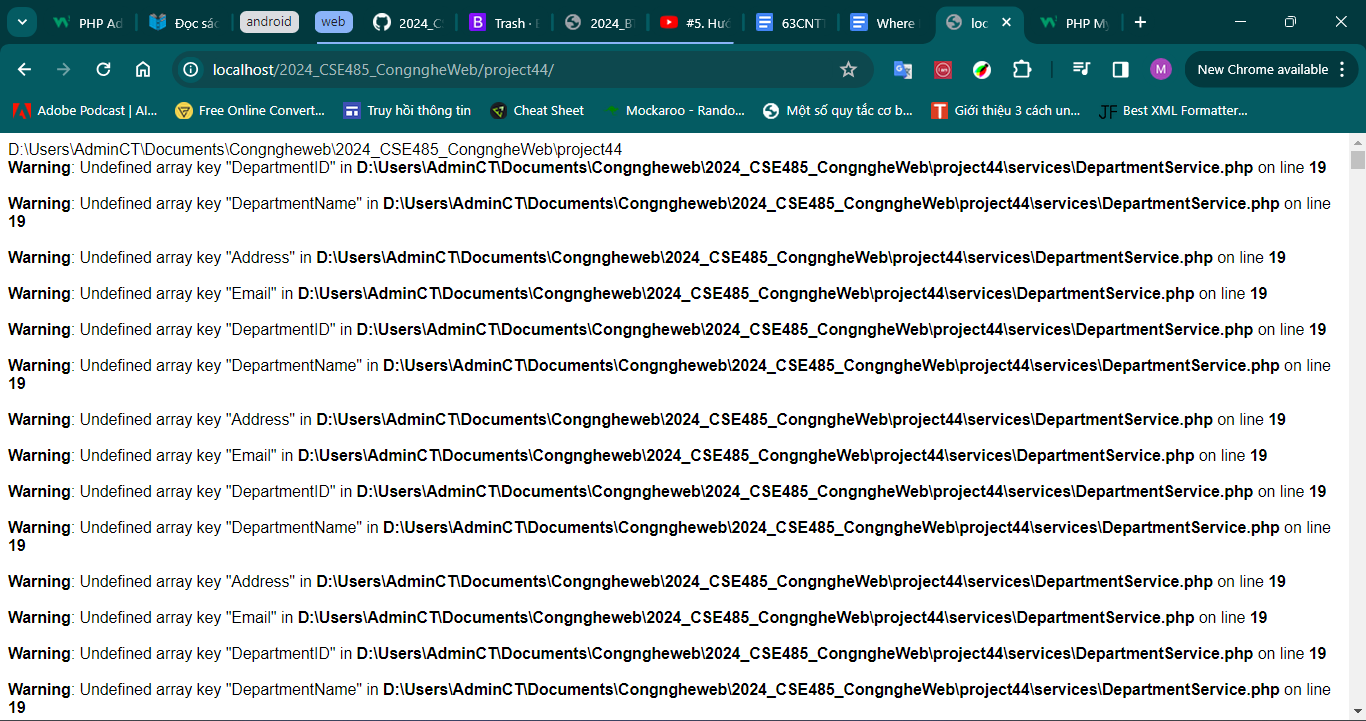 PHP Ad
Đọc sác
android
web
2024_C
Trash ·
2024_B
#5. Hướ
63CNT
Where
loc
PHP My
localhost/2024_CSE485_CongngheWeb/project44/
M
New Chrome available
Adobe Podcast | AI...
Free Online Convert...
Truy hồi thông tin
Cheat Sheet
Mockaroo - Rando...
Một số quy tắc cơ b...
Giới thiệu 3 cách un...
JF Best XML Formatter...
D:\Users\AdminCT\Documents\Congngheweb\2024_CSE485_CongngheWeb\project44
Warning: Undefined array key "DepartmentID" in D:\Users\AdminCT\Documents\Congngheweb\2024_CSE485_CongngheWeb\project44\services\DepartmentService.php on line 19
Warning: Undefined array key "DepartmentName" in D:\Users\AdminCT\Documents\Congngheweb\2024_CSE485_CongngheWeb\project44\services\DepartmentService.php on line
19
Warning: Undefined array key "Address" in D:\Users\AdminCT\Documents\Congngheweb\2024_CSE485_CongngheWeb\project44\services\DepartmentService.php on line 19
Warning: Undefined array key "Email" in D:\Users\AdminCT\Documents\Congngheweb\2024_CSE485_CongngheWeb\project44\services\DepartmentService.php on line 19
Warning: Undefined array key "DepartmentID" in D:\Users\AdminCT\Documents\Congngheweb\2024_CSE485_CongngheWeb\project44\services\DepartmentService.php on line 19
Warning: Undefined array key "DepartmentName" in D:\Users\AdminCT\Documents\Congngheweb\2024_CSE485_CongngheWeb\project44\services\DepartmentService.php on line
19
Warning: Undefined array key "Address" in D:\Users\AdminCT\Documents\Congngheweb\2024_CSE485_CongngheWeb\project44\services\DepartmentService.php on line 19
Warning: Undefined array key "Email" in D:\Users\AdminCT\Documents\Congngheweb\2024_CSE485_CongngheWeb\project44\services\DepartmentService.php on line 19
Warning: Undefined array key "DepartmentID" in D:\Users\AdminCT\Documents\Congngheweb\2024_CSE485_CongngheWeb\project44\services\DepartmentService.php on line 19
Warning: Undefined array key "DepartmentName" in D:\Users\AdminCT\Documents\Congngheweb\2024_CSE485_CongngheWeb\project44\services\DepartmentService.php on line
19
Warning: Undefined array key "Address" in D:\Users\AdminCT\Documents\Congngheweb\2024_CSE485_CongngheWeb\project44\services\DepartmentService.php on line 19
Warning: Undefined array key "Email" in D:\Users\AdminCT\Documents\Congngheweb\2024_CSE485_CongngheWeb\project44\services\DepartmentService.php on line 19
Warning: Undefined array key "DepartmentID" in D:\Users\AdminCT\Documents\Congngheweb\2024_CSE485_CongngheWeb\project44\services\DepartmentService.php on line 19
Warning: Undefined array key "DepartmentName" in D:\Users\AdminCT\Documents\Congngheweb\2024_CSE485_CongngheWeb\project44\services\DepartmentService.php on line
19